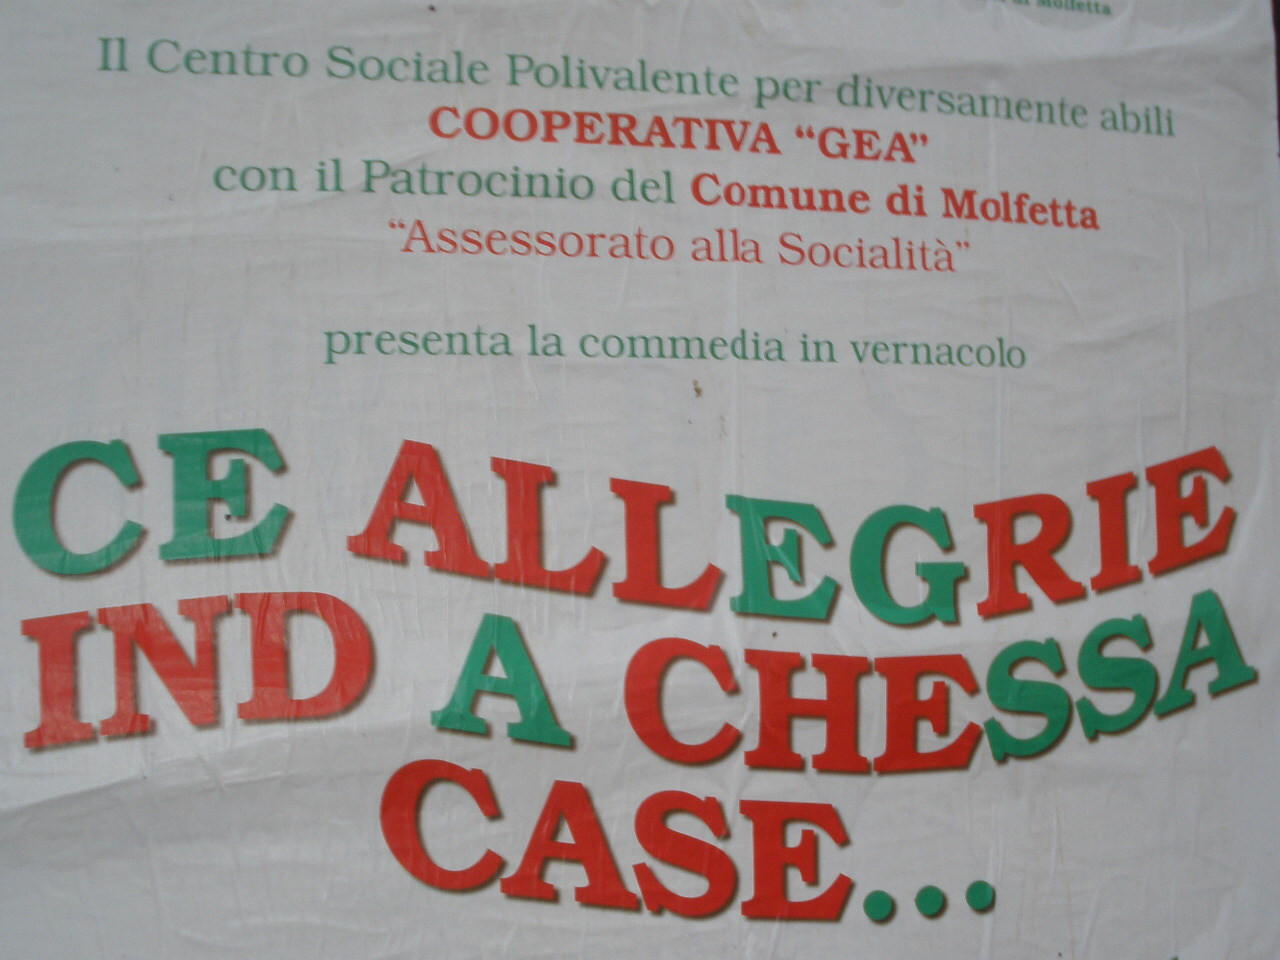 Molfetta
Il Centro Sociale Polivalente per diversamente abili
COOPERATIVA “GEA”
con il Patrocinio del Comune di Molfetta
“Assessorato alla Socialità”
presenta la commedia in vernacolo
CE ALLEGRIE
IND A CHESSA
CASE...